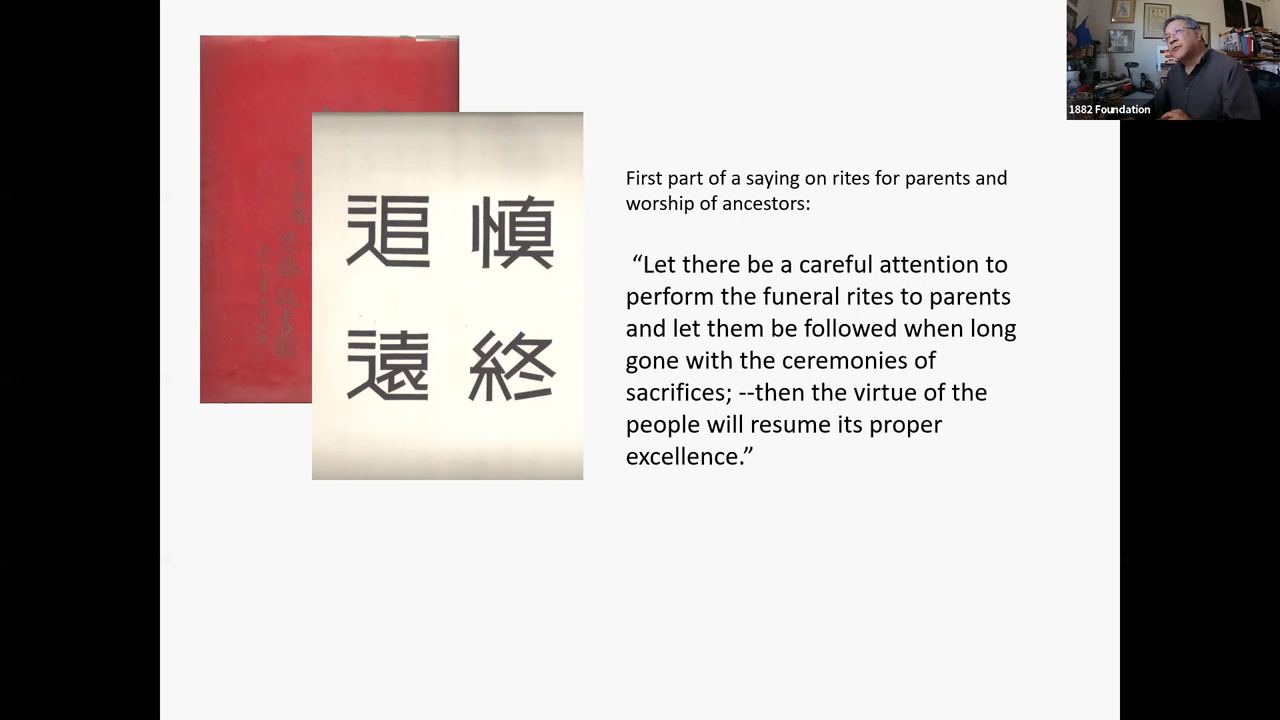 慎追
終遠
First part of a saying on rites for parents and
worship of ancestors:
“Let there be a careful attention to
perform the funeral rites to parents
and let them be followed when long
gone with the ceremonies of
sacrifices; --then the virtue of the
people will resume its proper
excellence.”
1882 Foundation